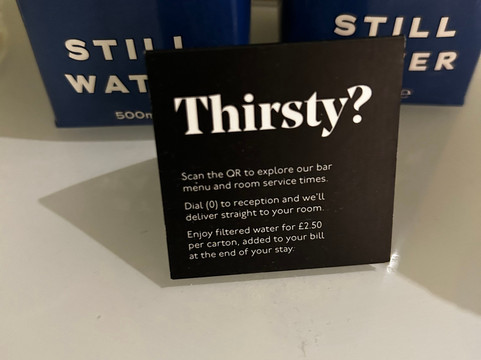 STILL
WAT
500m
STILL
ER
e
Thirsty?
Scan the QR to explore our bar
menu and room service times.
Dial (0) to reception and we'll
deliver straight to your room.
Enjoy filtered water for £2.50
per carton, added to your bill
at the end of your stay.